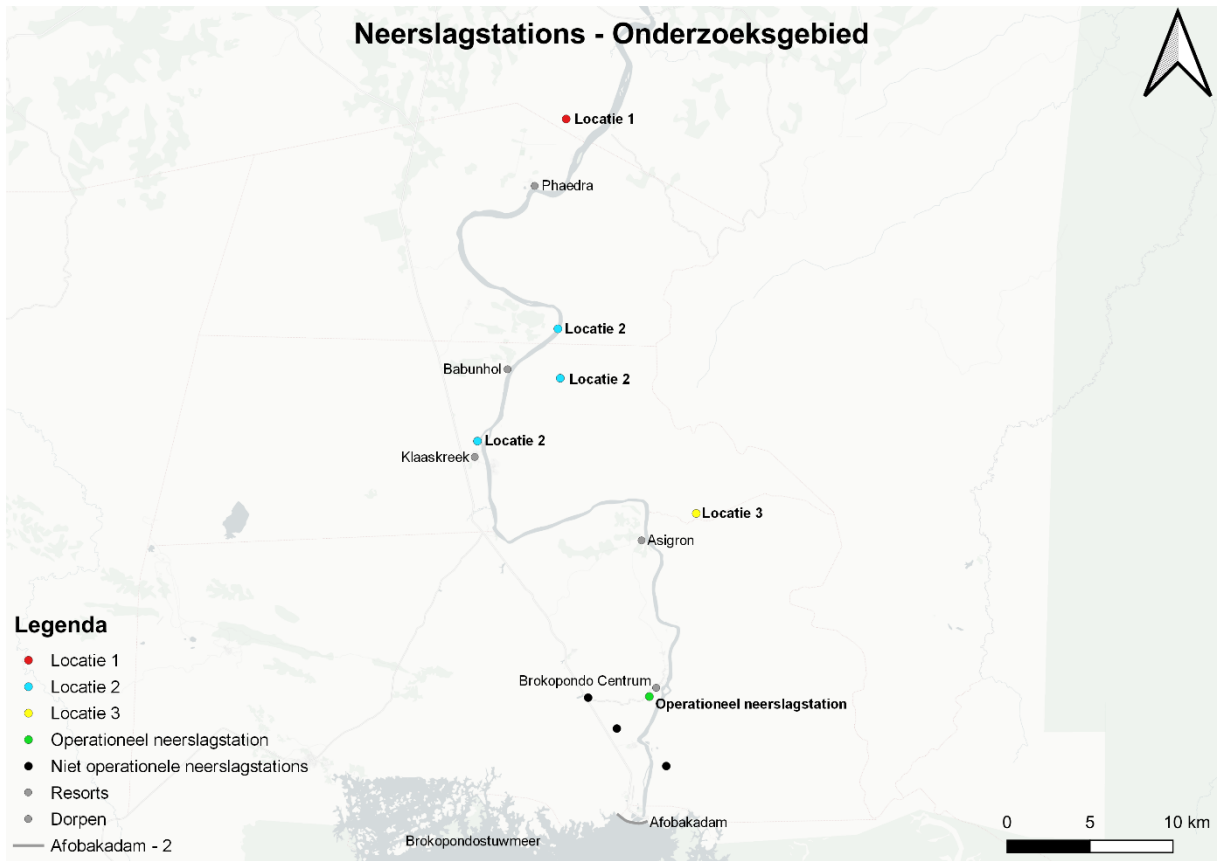 Neerslagstations - Onderzoeksgebied
Locatie 1
Phaedra
Locatie 2
Babunhol
Locatie 2
Locatie 2
Klaaskreek
Locatie 3
Asigron
Brokopondo Centrum
Operationeel neerslagstation
Afobakadam
Brokopondostuwmeer
Legenda
Locatie 1
Locatie 2
Locatie 3
Operationeel neerslagstation
Niet operationele neerslagstations
Resorts
Dorpen
Afobakadam - 2
0 5 10 km